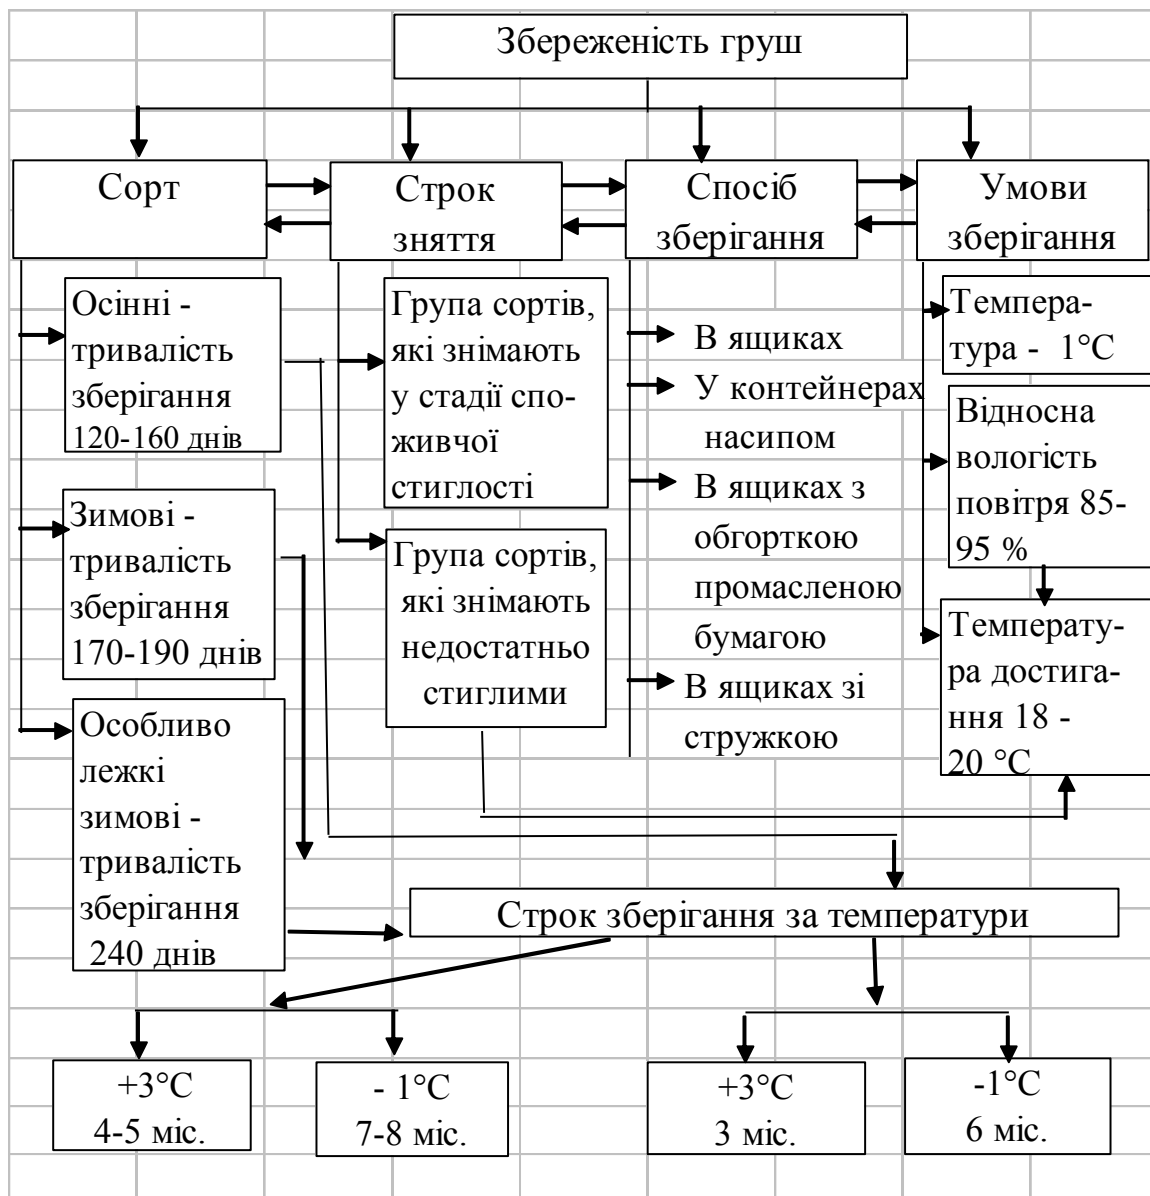 Збереженість груш
Сорт
Строк
зняття
Спосіб
зберігання
Умови
зберігання
Осінні -
тривалість
зберігання
120-160 днів
Зимові -
тривалість
зберігання
170-190 днів
Особливо
лежкі
зимові -
тривалість
зберігання
240 днів
Група сортів,
які знімають
у стадії спо-
живчої
стиглості
Група сортів,
які знімають
недостатньо
стиглими
В ящиках
У контейнерах
насипом
В ящиках з
обгорткою
промасленою
бумагою
В ящиках зі
стружкою
Темпера-
тура - 1°С
Відносна
вологість
повітря 85-
95 %
Температу-
ра достига-
ння 18 -
20 °С
Строк зберігання за температури
+3°С
4-5 міс.
- 1°С
7-8 міс.
+3°С
3 міс.
-1°С
6 міс.